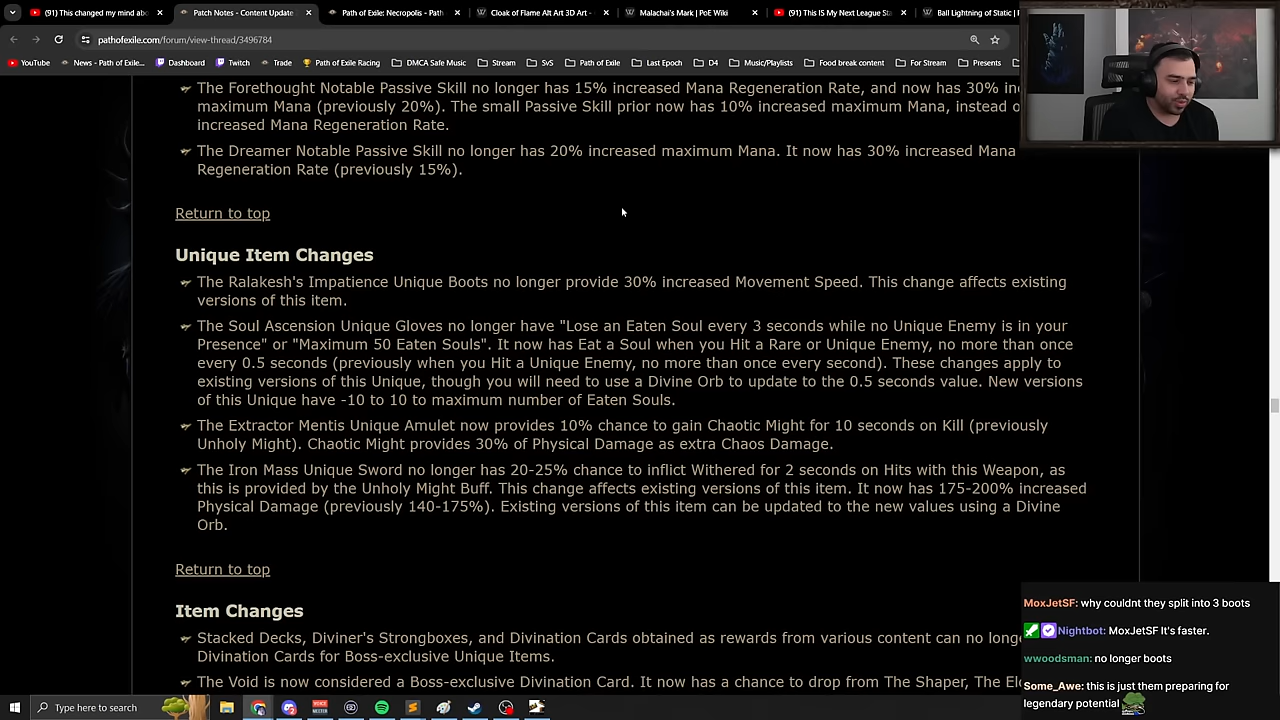 (91) This changed my mind abo
Patch Notes - Content Update
Path of Exile: Necropolis - Path
Cloak of Flame Alt Art 3D Art -
Malachai's Mark | PoE Wiki
(91) This IS My Next League Sta
Ball Lightning of Static | P
pathofexile.com/forum/view-thread/3496784
YouTube
News - Path of Exile...
Dashboard
Twitch
Trade
Path of Exile Racing
DMCA Safe Music
Stream
SvS
Path of Exile
Last Epoch
D4
Music/Playlists
Food break content
For Stream
Presents
The Forethought Notable Passive Skill no longer has 15% increased Mana Regeneration Rate, and now has 30% inc
maximum Mana (previously 20%). The small Passive Skill prior now has 10% increased maximum Mana, instead o
increased Mana Regeneration Rate.
The Dreamer Notable Passive Skill no longer has 20% increased maximum Mana. It now has 30% increased Mana
Regeneration Rate (previously 15%).
Return to top
Unique Item Changes
The Ralakesh's Impatience Unique Boots no longer provide 30% increased Movement Speed. This change affects existing
versions of this item.
The Soul Ascension Unique Gloves no longer have "Lose an Eaten Soul every 3 seconds while no Unique Enemy is in your
Presence" or "Maximum 50 Eaten Souls". It now has Eat a Soul when you Hit a Rare or Unique Enemy, no more than once
every 0.5 seconds (previously when you Hit a Unique Enemy, no more than once every second). These changes apply to
existing versions of this Unique, though you will need to use a Divine Orb to update to the 0.5 seconds value. New versions
of this Unique have -10 to 10 to maximum number of Eaten Souls.
The Extractor Mentis Unique Amulet now provides 10% chance to gain Chaotic Might for 10 seconds on Kill (previously
Unholy Might). Chaotic Might provides 30% of Physical Damage as extra Chaos Damage.
The Iron Mass Unique Sword no longer has 20-25% chance to inflict Withered for 2 seconds on Hits with this Weapon, as
this is provided by the Unholy Might Buff. This change affects existing versions of this item. It now has 175-200% increased
Physical Damage (previously 140-175%). Existing versions of this item can be updated to the new values using a Divine
Orb.
Return to top
Item Changes
Stacked Decks, Diviner's Strongboxes, and Divination Cards obtained as rewards from various content can no longe
Divination Cards for Boss-exclusive Unique Items.
The Void is now considered a Boss-exclusive Divination Card. It now has a chance to drop from The Shaper, The El
MoxJetSF: why couldnt they split into 3 boots
Nightbot: MoxJetSF It's faster.
wwoodsman: no longer boots
Some_Awe: this is just them preparing for
legendary potential
Type here to search